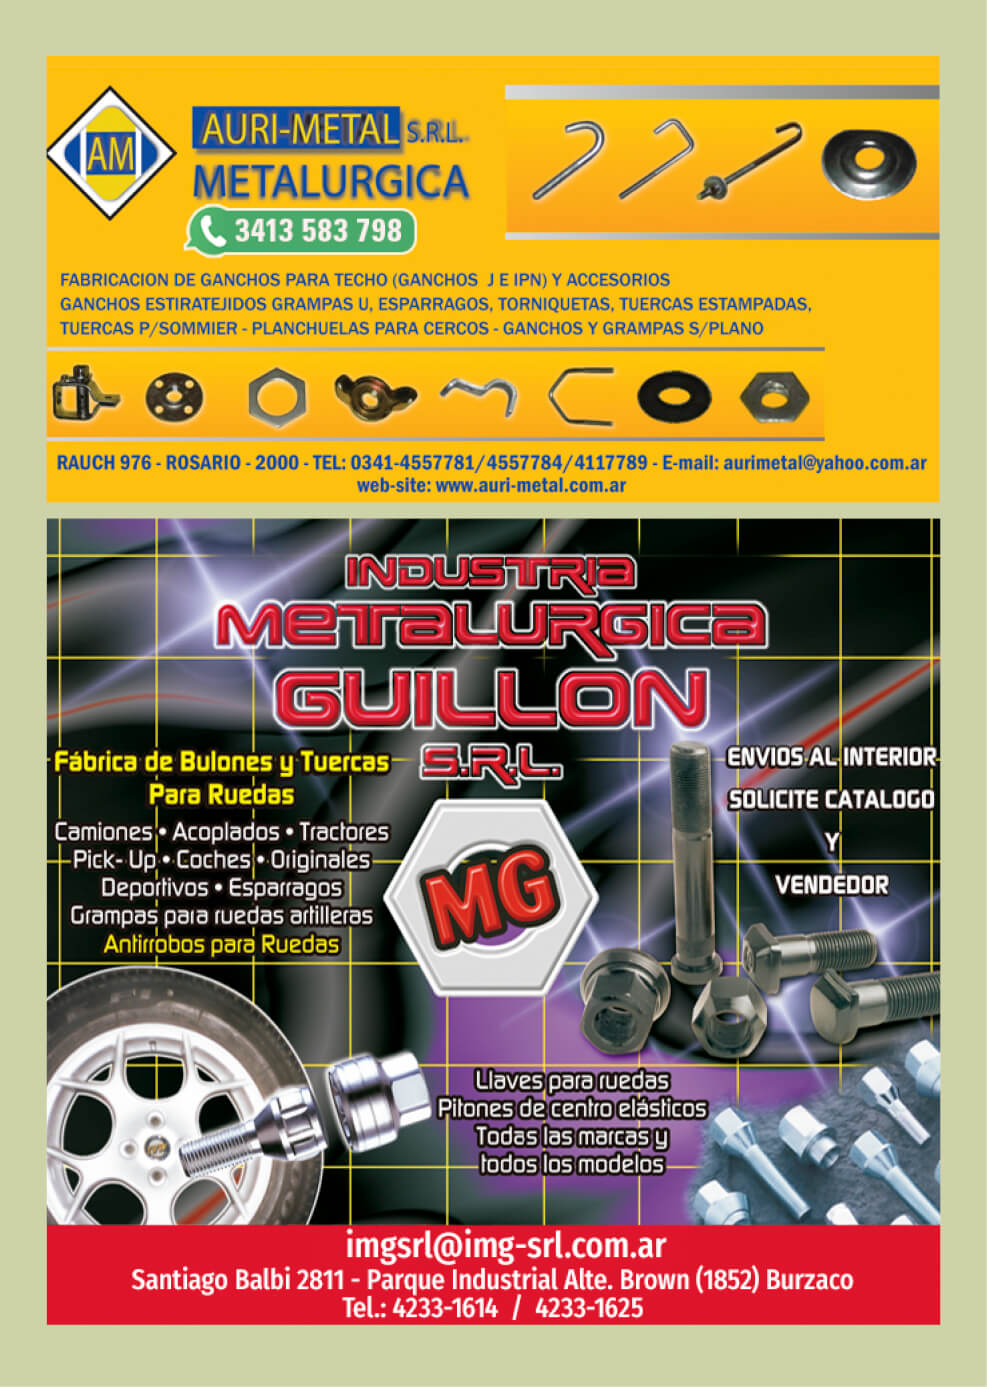 AM
AURI-METAL S.R.L.
METALURGICA
3413 583 798
FABRICACION DE GANCHOS PARA TECHO (GANCHOS J E IPN) Y ACCESORIOS
GANCHOS ESTIRATEJIDOS GRAMPAS U, ESPARRAGOS, TORNIQUETAS, TUERCAS ESTAMPADAS,
TUERCAS P/SOMMIER - PLANCHUELAS PARA CERCOS - GANCHOS Y GRAMPAS S/PLANO
RAUCH 976 - ROSARIO - 2000 - TEL: 0341-4557781/4557784/4117789 - E-mail: aurimetal@yahoo.com.ar
web-site: www.auri-metal.com.ar
INDUSTRIA
METALURGICA
GUILLON
S.R.L.
Fábrica de Bulones y Tuercas
Para Ruedas
Camiones • Acoplados • Tractores
Pick- Up • Coches • Originales
Deportivos • Esparragos
Grampas para ruedas artilleras
Antirrobos para Ruedas
MG
ENVIOS AL INTERIOR
SOLICITE CATALOGO
Y
VENDEDOR
Llaves para ruedas
Pitones de centro elásticos
Todas las marcas y
todos los modelos
imgsrl@img-srl.com.ar
Santiago Balbi 2811 - Parque Industrial Alte. Brown (1852) Burzaco
Tel.: 4233-1614 / 4233-1625